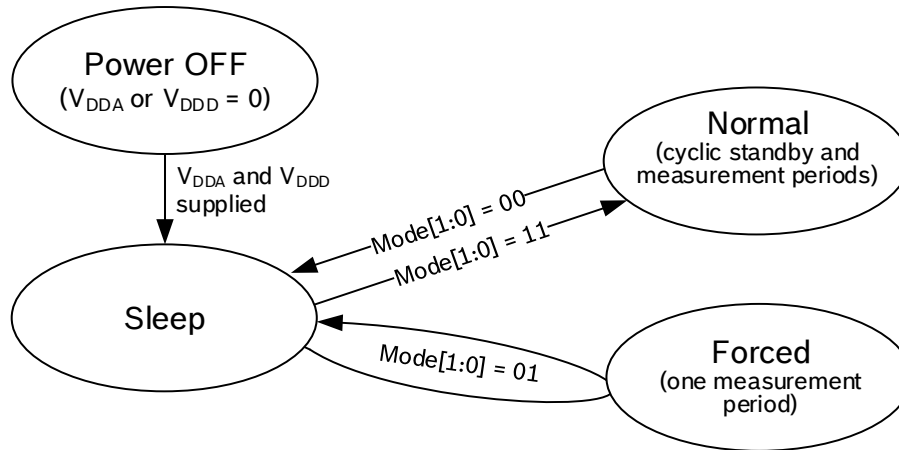 Power OFF
(VDDA or VDDD = 0)
VDDA and VDDD
supplied
Normal
(cyclic standby and
measurement periods)
Mode[1:0] = 00
Mode[1:0] = 11
Sleep
Mode[1:0] = 01
Forced
(one measurement
period)